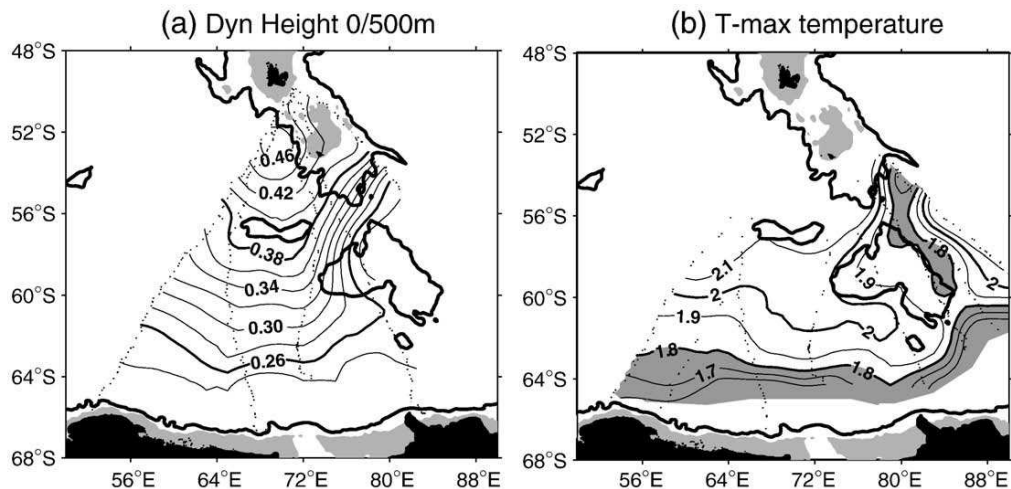 (a) Dyn Height 0/500m
(b) T-max temperature
48°S
52°S
56°S
60°S
64°S
68°S
56°E
64°E
72°E
80°E
88°E
0.46
0.42
0.38
0.34
0.30
0.26
48°S
52°S
56°S
60°S
64°S
68°S
56°E
64°E
72°E
80°E
88°E
2.1
2
1.9
1.8
1.7
1.9
2
1.8
1.8
2